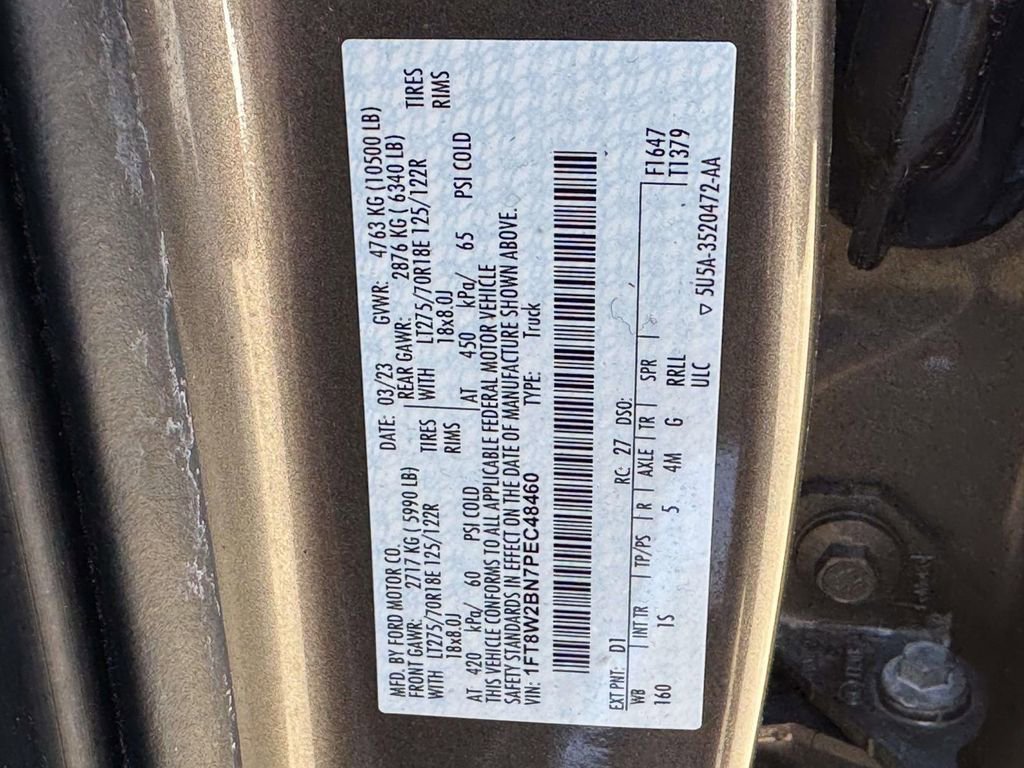 MFD. BY FORD MOTOR CO.
DATE: 03/23 GVWR: 4763 KG (10500 LB)
FRONT GAWR: 2717 KG ( 5990 LB) REAR GAWR: 2876 KG ( 6340 LB)
WITH LT275/70R18E 125/122R TIRES WITH LT275/70R18E 125/122R TIRES
18x8.0J RIMS 18x8.0J RIMS
AT 420 kPa/ 60 PSI COLD AT 450 kPa/ 65 PSI COLD
THIS VEHICLE CONFORMS TO ALL APPLICABLE FEDERAL MOTOR VEHICLE
SAFETY STANDARDS IN EFFECT ON THE DATE OF MANUFACTURE SHOWN ABOVE.
VIN: 1FT8W2BN7PEC48460 TYPE: Truck
EXT PNT: D1 RC: 27 DSO:
WB INT TR TP/PS R AXLE TR SPR F1647
160 1S 5 4M G RRLL T1379
ULC
▽ 5U5A-3520472-AA